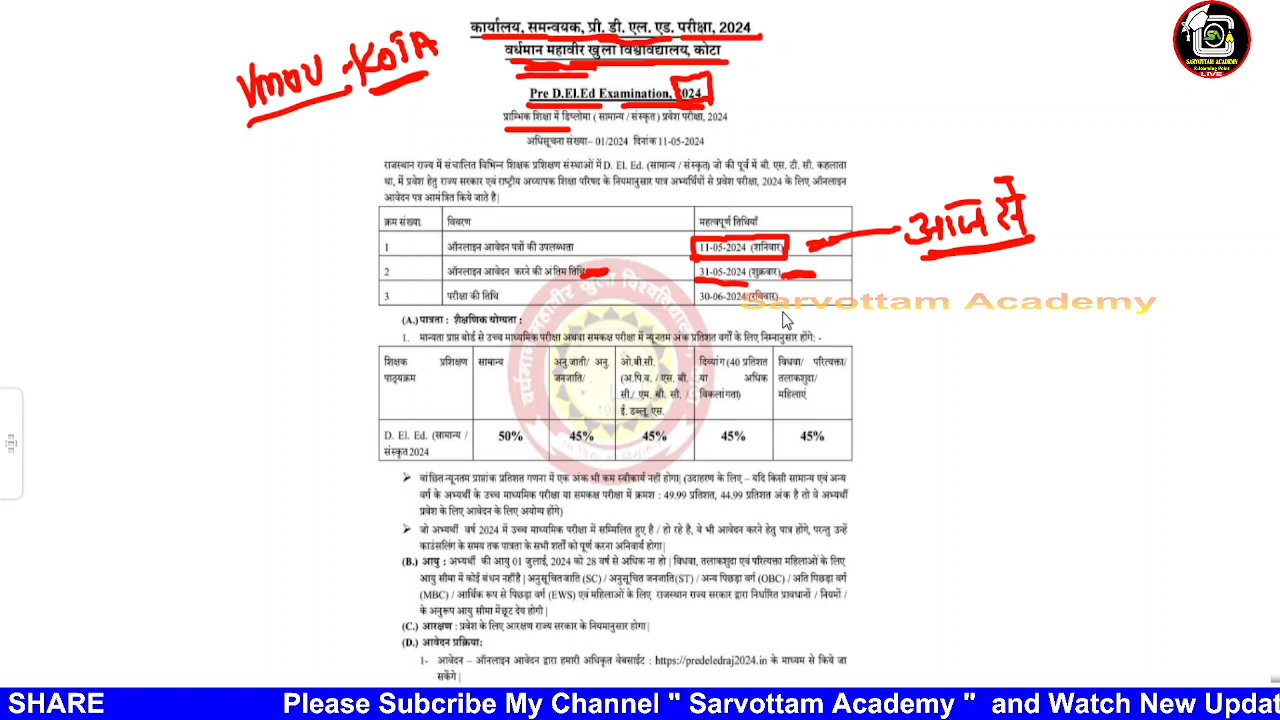 कार्यालय, समन्वयक, प्री. डी. एल. एड. परीक्षा, 2024
वर्धमान महावीर खुला विश्वविद्यालय, कोटा
VMOU - KOTA
Pre D.El.Ed Examination, 2024
प्राम्भिक शिक्षा में डिप्लोमा ( सामान्य / संस्कृत ) प्रवेश परीक्षा, 2024
अधिसूचना संख्या– 01/2024 दिनांक 11-05-2024
राजस्थान राज्य में संचालित विभिन्न शिक्षक प्रशिक्षण संस्थाओं में D. El. Ed. (सामान्य / संस्कृत) जो की पूर्व में बी. एस. टी. सी. कहलाता
था, में प्रवेश हेतु राज्य सरकार एवं राष्ट्रीय अध्यापक शिक्षा परिषद के नियमानुसार पात्र अभ्यर्थियों से प्रवेश परीक्षा, 2024 के लिए ऑनलाइन
आवेदन पत्र आमंत्रित किये जाते है|
क्रम संख्या. विवरण महत्वपूर्ण तिथियाँ
1 ऑनलाइन आवेदन पत्रों की उपलब्धता 11-05-2024 (शनिवार)
आज से
2 ऑनलाइन आवेदन करने की अंतिम तिथि 31-05-2024 (शुक्रवार)
3 परीक्षा की तिथि 30-06-2024 (रविवार)
Sarvottam Academy
(A.) पात्रता : शैक्षणिक योग्यता :
1. मान्यता प्राप्त बोर्ड से उच्च माध्यमिक परीक्षा अथवा समकक्ष परीक्षा में न्यूनतम अंक प्रतिशत वर्गों के लिए निम्नानुसार होंगे: -
शिक्षक प्रशिक्षण सामान्य अनु.जाती/ अनु. ओ.बी.सी. दिव्यांग (40 प्रतिशत विधवा/ परित्यक्ता/
पाठ्यक्रम जनजाति/ (अ.पि.व. / एस. बी. या अधिक तलाकशुदा/
सी./ एम. बी. सी. / विकलांगता) महिलाएं
ई. डब्लू. एस.
D. El. Ed. (सामान्य / 50% 45% 45% 45% 45%
संस्कृत 2024
➢ वांछित न्यूनतम प्राप्तांक प्रतिशत गणना में एक अंक भी कम स्वीकार्य नहीं होगा| (उदाहरण के लिए – यदि किसी सामान्य एवं अन्य
वर्ग के अभ्यर्थी के उच्च माध्यमिक परीक्षा या समकक्ष परीक्षा में क्रमश : 49.99 प्रतिशत, 44.99 प्रतिशत अंक है तो वे अभ्यर्थी
प्रवेश के लिए आवेदन के लिए अयोग्य होंगे)
➢ जो अभ्यर्थी वर्ष 2024 में उच्च माध्यमिक परीक्षा में सम्मिलित हुए है / हो रहे है, वे भी आवेदन करने हेतु पात्र होंगे, परन्तु उन्हें
काउंसलिंग के समय तक पात्रता के सभी शर्तों को पूर्ण करना अनिवार्य होगा|
(B.) आयु : अभ्यर्थी की आयु 01 जुलाई, 2024 को 28 वर्ष से अधिक ना हो | विधवा, तलाकशुदा एवं परित्यक्ता महिलाओं के लिए
आयु सीमा में कोई बंधन नहीं है | अनुसूचित जाति (SC) / अनुसूचित जनजाति (ST) / अन्य पिछड़ा वर्ग (OBC) / अति पिछड़ा वर्ग
(MBC) / आर्थिक रूप से पिछड़ा वर्ग (EWS) एवं महिलाओं के लिए राजस्थान राज्य सरकार द्वारा निर्धारित प्रावधानों / नियमों /
के अनुरूप आयु सीमा में छूट देय होगी |
(C.) आरक्षण : प्रवेश के लिए आरक्षण राज्य सरकार के नियमानुसार होगा|
(D.) आवेदन प्रक्रिया:
1- आवेदन – ऑनलाइन आवेदन द्वारा हमारी अधिकृत वेबसाईट : https://predeledraj2024.in के माध्यम से किये जा
सकेंगे |
SARVOTTAM ACADEMY
E-learning Point
LIVE
SHARE Please Subcribe My Channel " Sarvottam Academy " and Watch New Updat